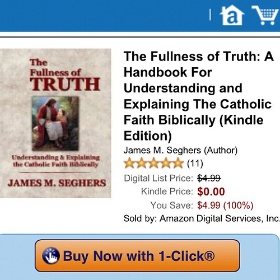 The
Fullness of
TRUTH
Understanding & Explaining
the Catholic Faith Biblically
JAMES M. SEGHERS
The Fullness of Truth: A
Handbook For
Understanding and
Explaining The Catholic
Faith Biblically (Kindle
Edition)
James M. Seghers (Author)
(11)
Digital List Price: $4.99
Kindle Price: $0.00
You Save: $4.99 (100%)
Sold by: Amazon Digital Services, Inc.
Buy Now with 1-Click®